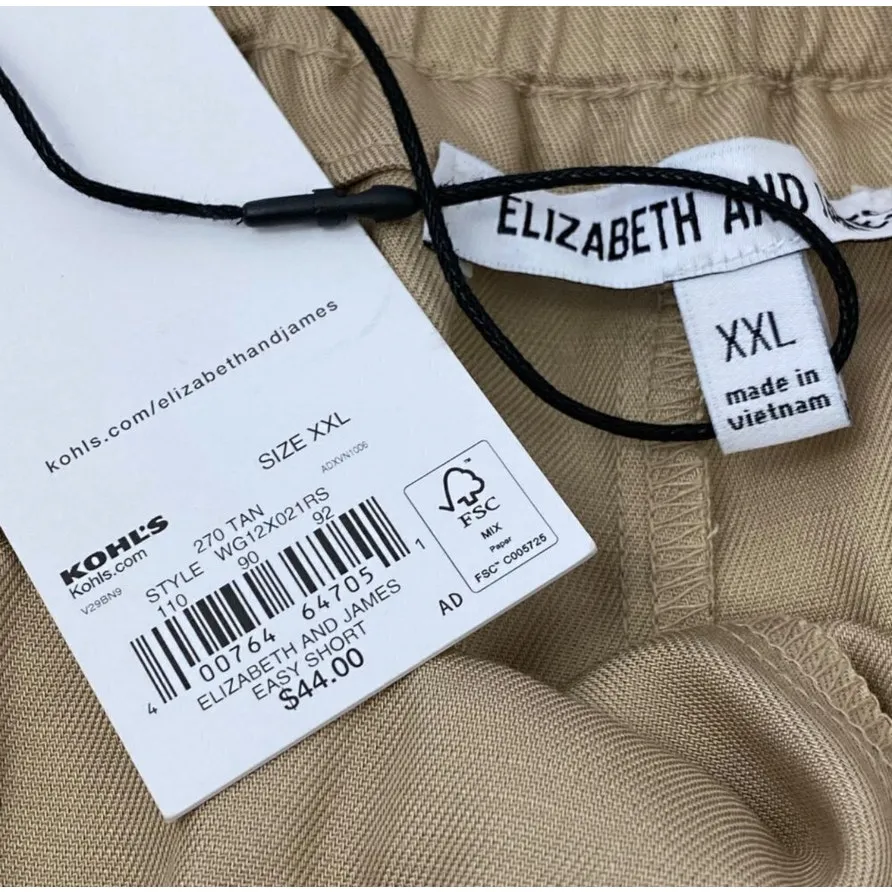 kohls.com/elizabethandjames
SIZE XXL
ADXVN1006
KOHL'S
Kohls.com
V29BN9
270 TAN
STYLE WG12X021RS
110 90 92
4 00764 64705 1
ELIZABETH AND JAMES
EASY SHORT
$44.00
AD
FSC™
MIX
Paper
FSC™ C005725
ELIZABETH AND
XXL
made in
vietnam